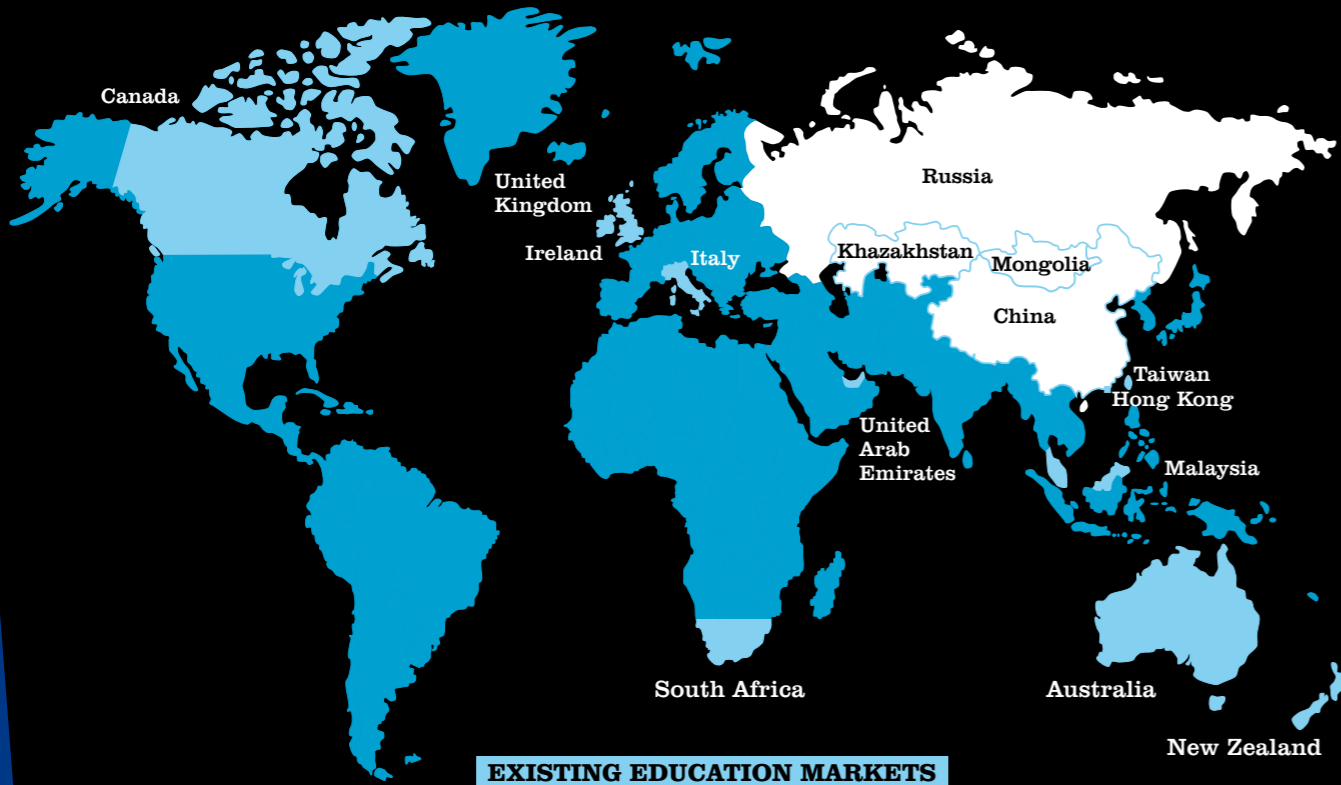 Canada
United
Kingdom
Ireland
Italy
Russia
Khazakhstan
Mongolia
China
Taiwan
Hong Kong
United
Arab
Emirates
Malaysia
South Africa
Australia
New Zealand
EXISTING EDUCATION MARKETS